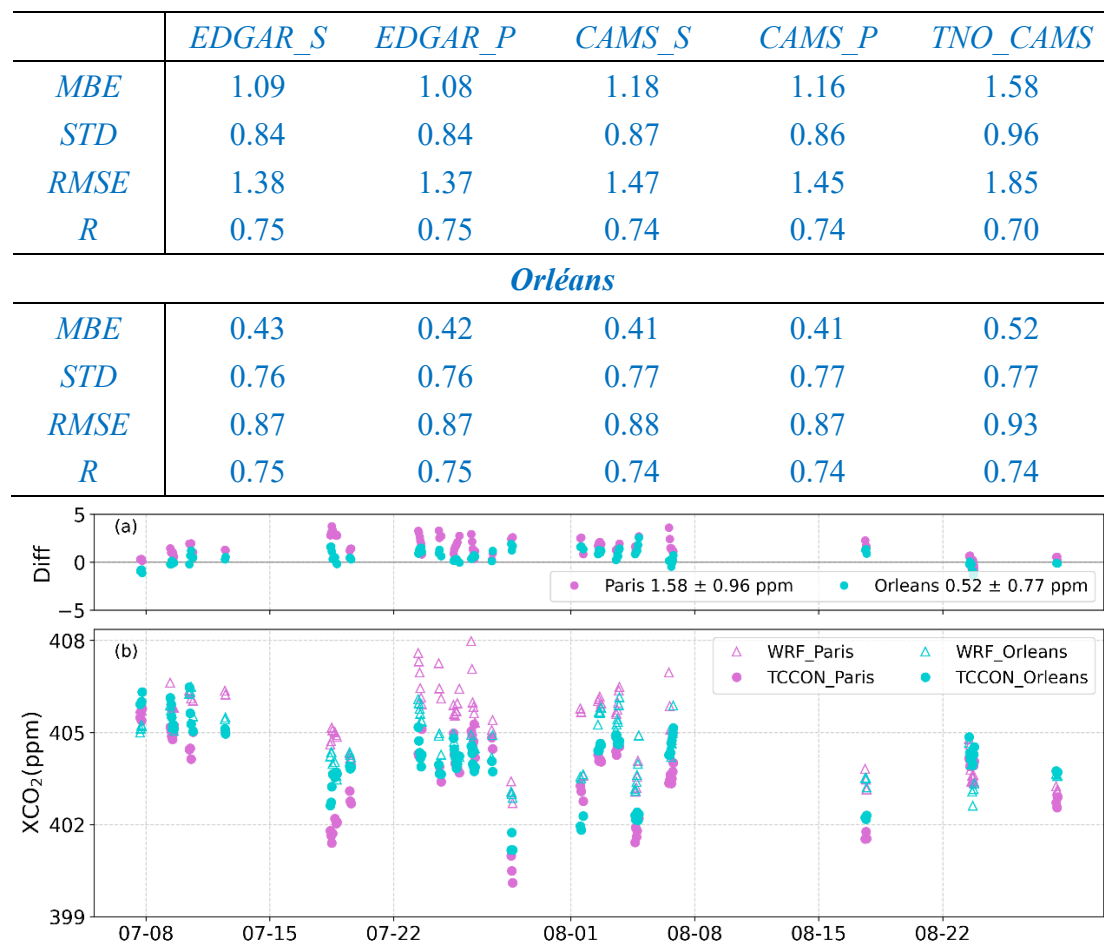 EDGAR_S EDGAR_P CAMS_S CAMS_P TNO_CAMS
MBE 1.09 1.08 1.18 1.16 1.58
STD 0.84 0.84 0.87 0.86 0.96
RMSE 1.38 1.37 1.47 1.45 1.85
R 0.75 0.75 0.74 0.74 0.70
Orléans
MBE 0.43 0.42 0.41 0.41 0.52
STD 0.76 0.76 0.77 0.77 0.77
RMSE 0.87 0.87 0.88 0.87 0.93
R 0.75 0.75 0.74 0.74 0.74
5
(a)
Diff
0
Paris 1.58 ± 0.96 ppm Orleans 0.52 ± 0.77 ppm
−5
408
(b)
WRF_Paris WRF_Orleans
TCCON_Paris TCCON_Orleans
405
XCO₂(ppm)
402
399
07-08 07-15 07-22 08-01 08-08 08-15 08-22